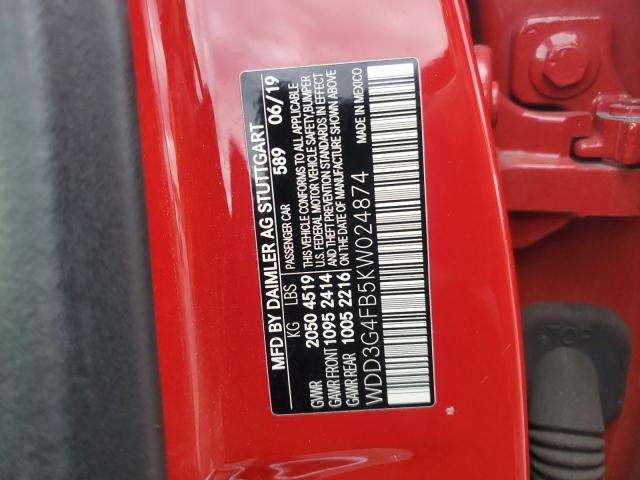 MFD BY DAIMLER AG STUTTGART
KG LBS PASSENGER CAR 589 06/19
GVWR 2050 4519 THIS VEHICLE CONFORMS TO ALL APPLICABLE
GAWR FRONT 1095 2414 U.S. FEDERAL MOTOR VEHICLE SAFETY,BUMPER
GAWR REAR 1005 2216 AND THEFT PREVENTION STANDARDS IN EFFECT
ON THE DATE OF MANUFACTURE SHOWN ABOVE
WDD3G4FB5KW024874 MADE IN MEXICO
TOP